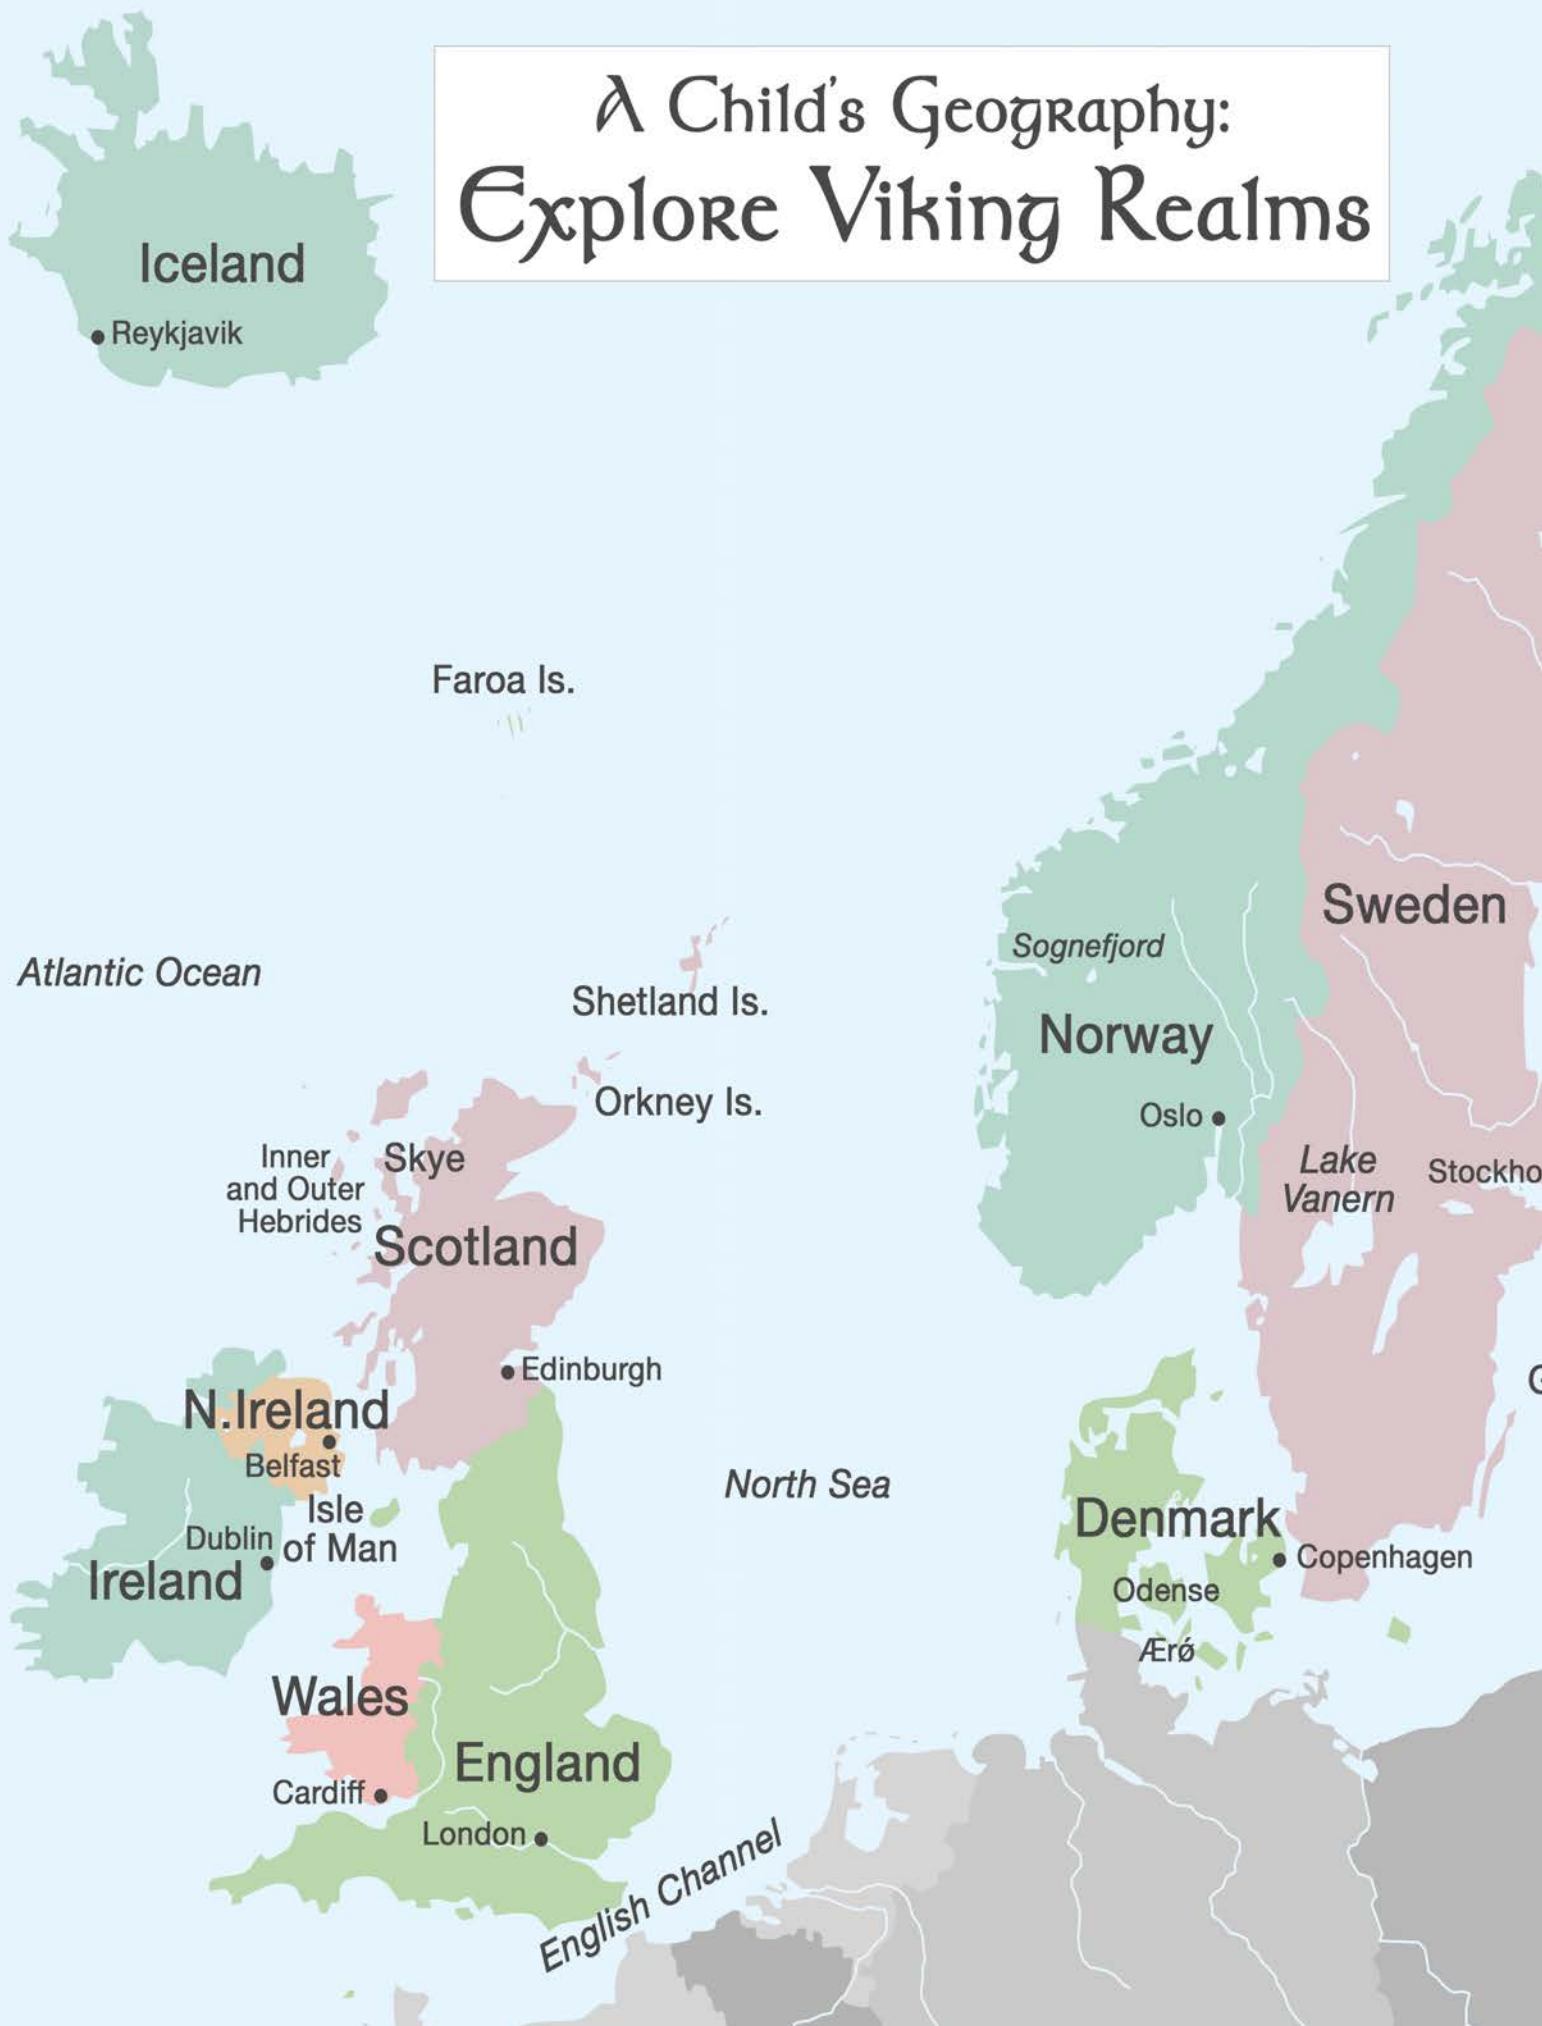 A Child's Geography:
Explore Viking Realms
Iceland
Reykjavik
Faroa Is.
Sweden
Sognefjord
Atlantic Ocean
Shetland Is.
Norway
Orkney Is.
Oslo
Inner
and Outer
Hebrides
Skye
Lake
Vanern
Stockho
Scotland
Edinburgh
G
N.Ireland
Belfast
North Sea
Isle
of Man
Denmark
Dublin
Copenhagen
Ireland
Odense
Ærǿ
Wales
England
Cardiff
London
English Channel